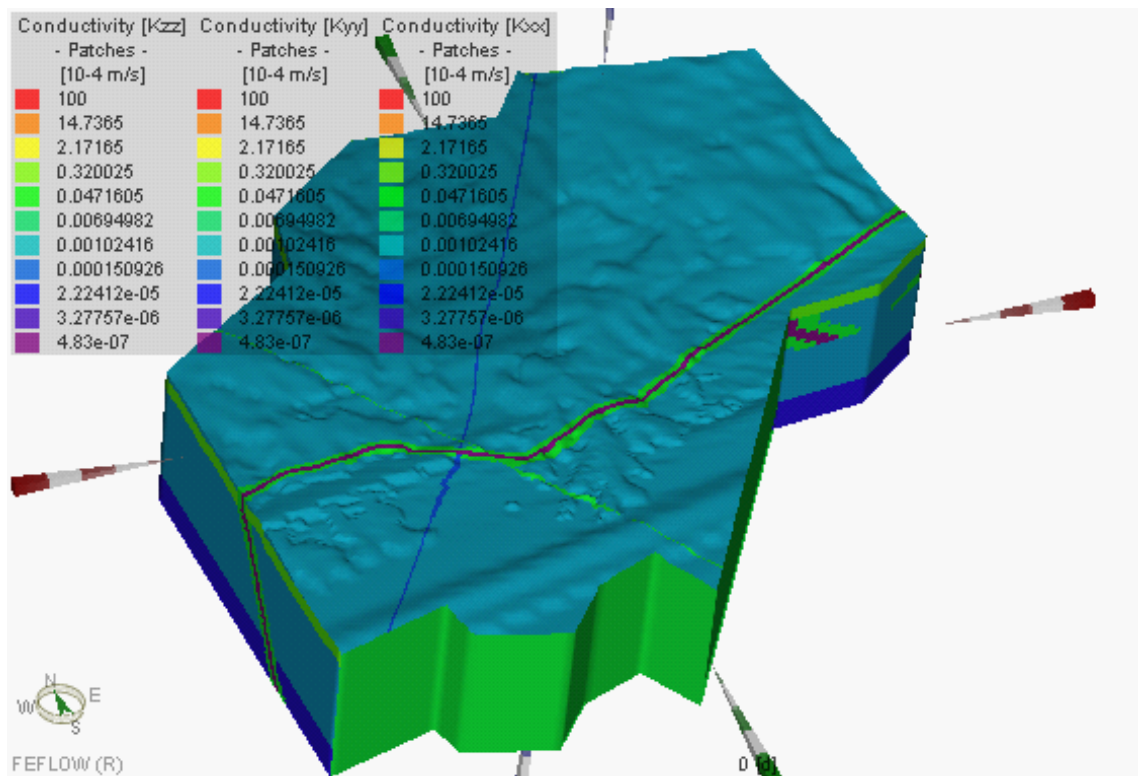 Conductivity [Kzz] Conductivity [Kyy] Conductivity [Kxx]
- Patches - - Patches - - Patches -
[10-4 m/s] [10-4 m/s] [10-4 m/s]
100 100 100
14.7365 14.7365 14.7365
2.17165 2.17165 2.17165
0.320025 0.320025 0.320025
0.0471605 0.0471605 0.0471605
0.00694982 0.00694982 0.00694982
0.00102416 0.00102416 0.00102416
0.000150926 0.000150926 0.000150926
2.22412e-05 2.22412e-05 2.22412e-05
3.27757e-06 3.27757e-06 3.27757e-06
4.83e-07 4.83e-07 4.83e-07
N
W E
S
FEFLOW (R) 0 [d]